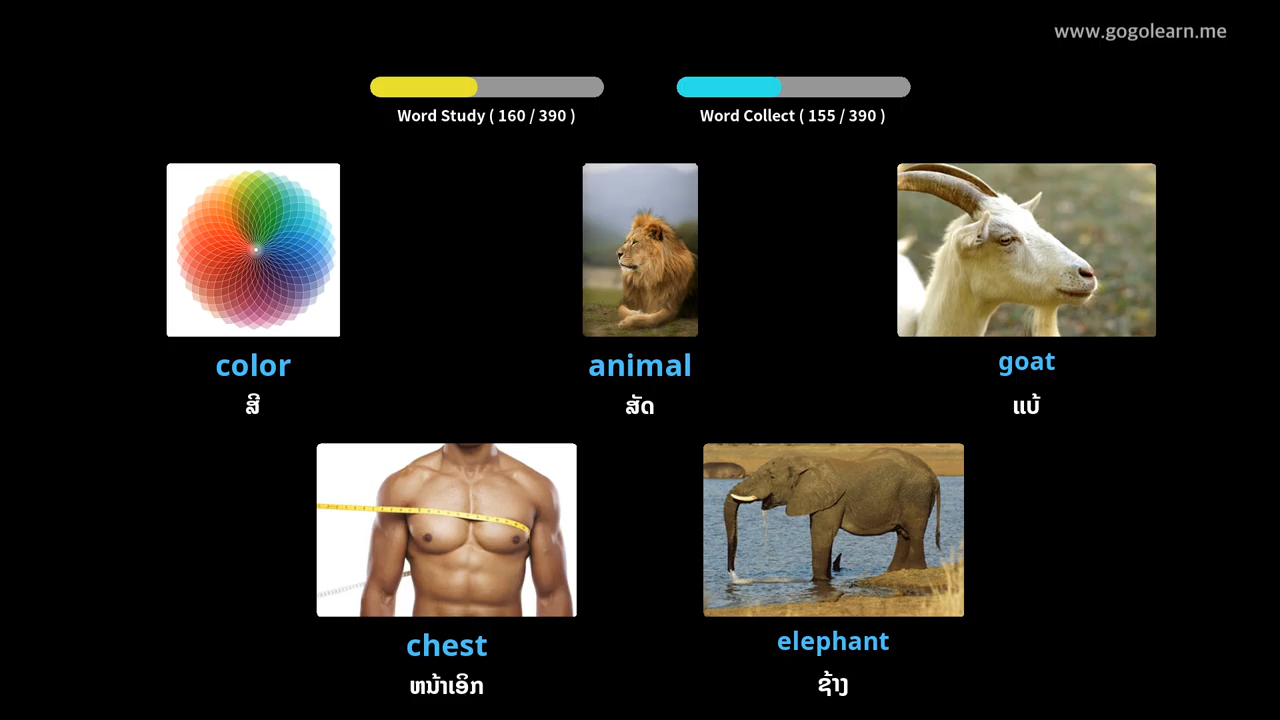 www.gogolearn.me
Word Study ( 160 / 390 )
Word Collect ( 155 / 390 )
color
ສີ
animal
ສັດ
goat
ແບ້
chest
ຫນ້າເອິກ
elephant
ຊ້າງ